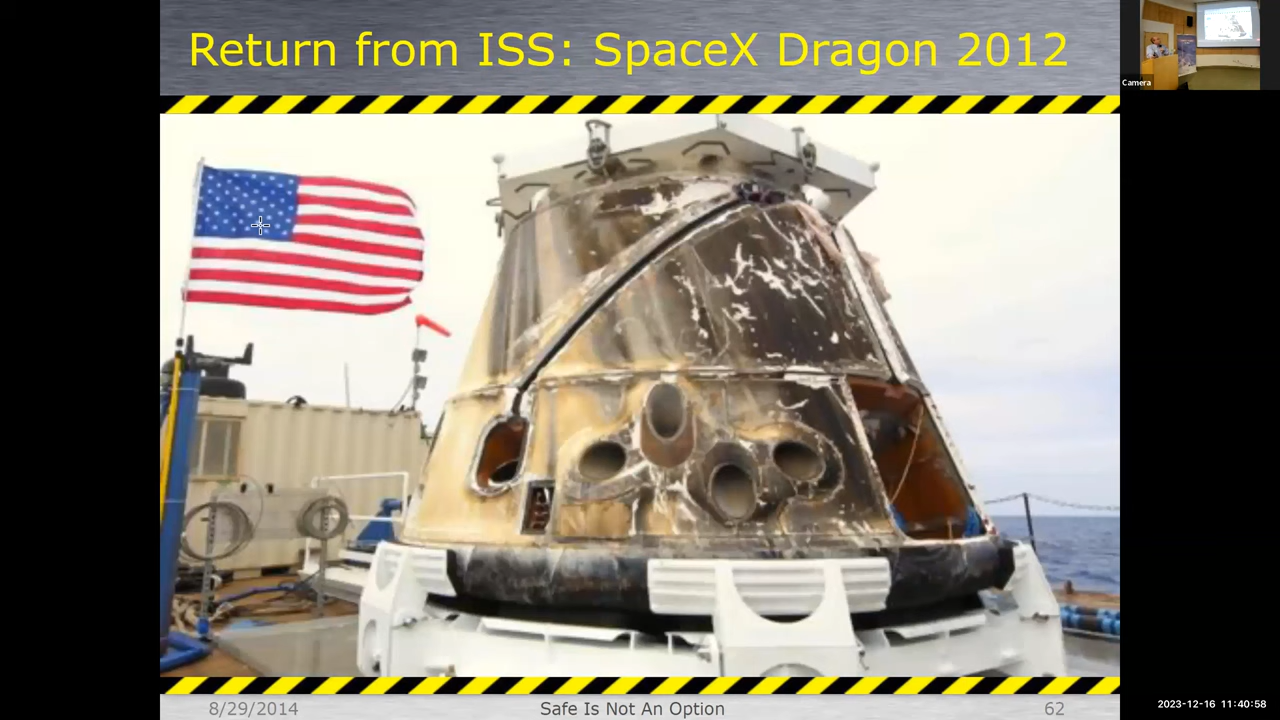 Return from ISS: SpaceX Dragon 2012
Camera
8/29/2014
Safe Is Not An Option
62
2023-12-16 11:40:58